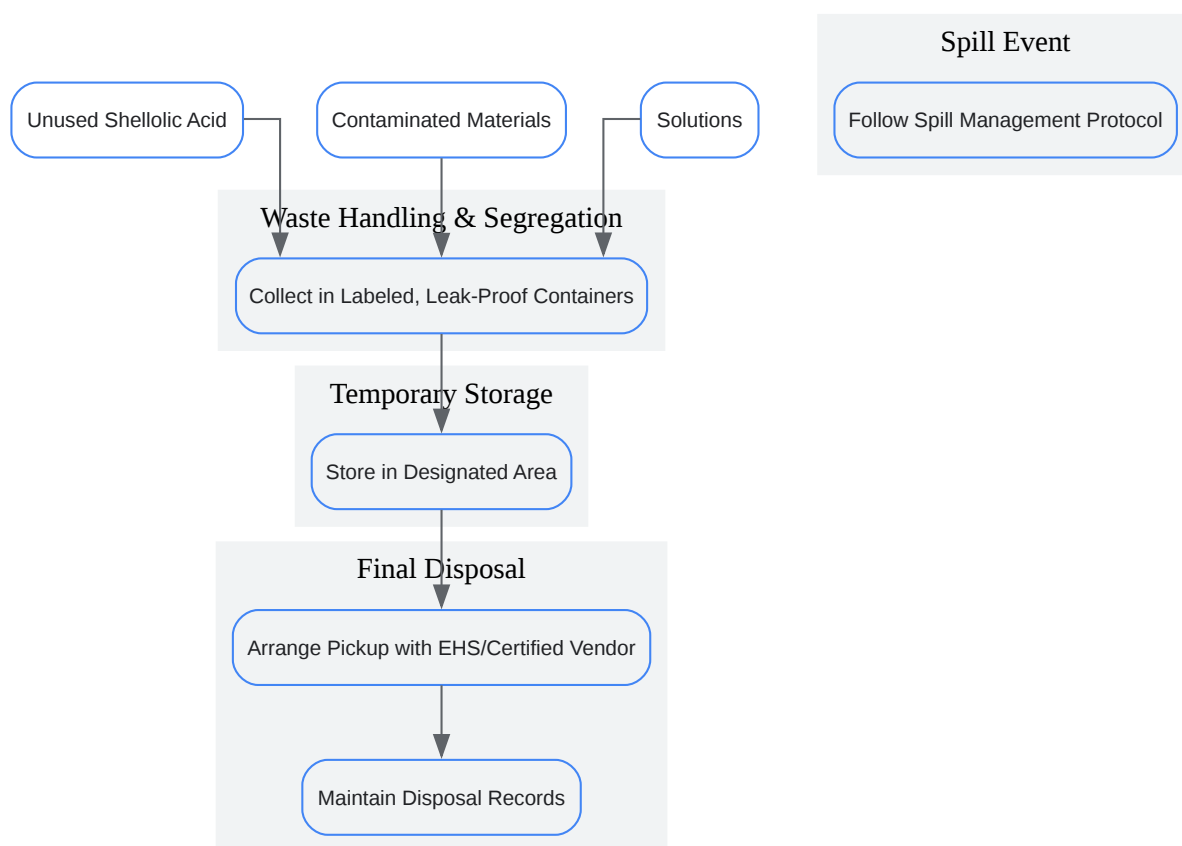 Spill Event
Unused Shellolic Acid
Contaminated Materials
Solutions
Follow Spill Management Protocol
Waste Handling & Segregation
Collect in Labeled, Leak-Proof Containers
Temporary Storage
Store in Designated Area
Final Disposal
Arrange Pickup with EHS/Certified Vendor
Maintain Disposal Records